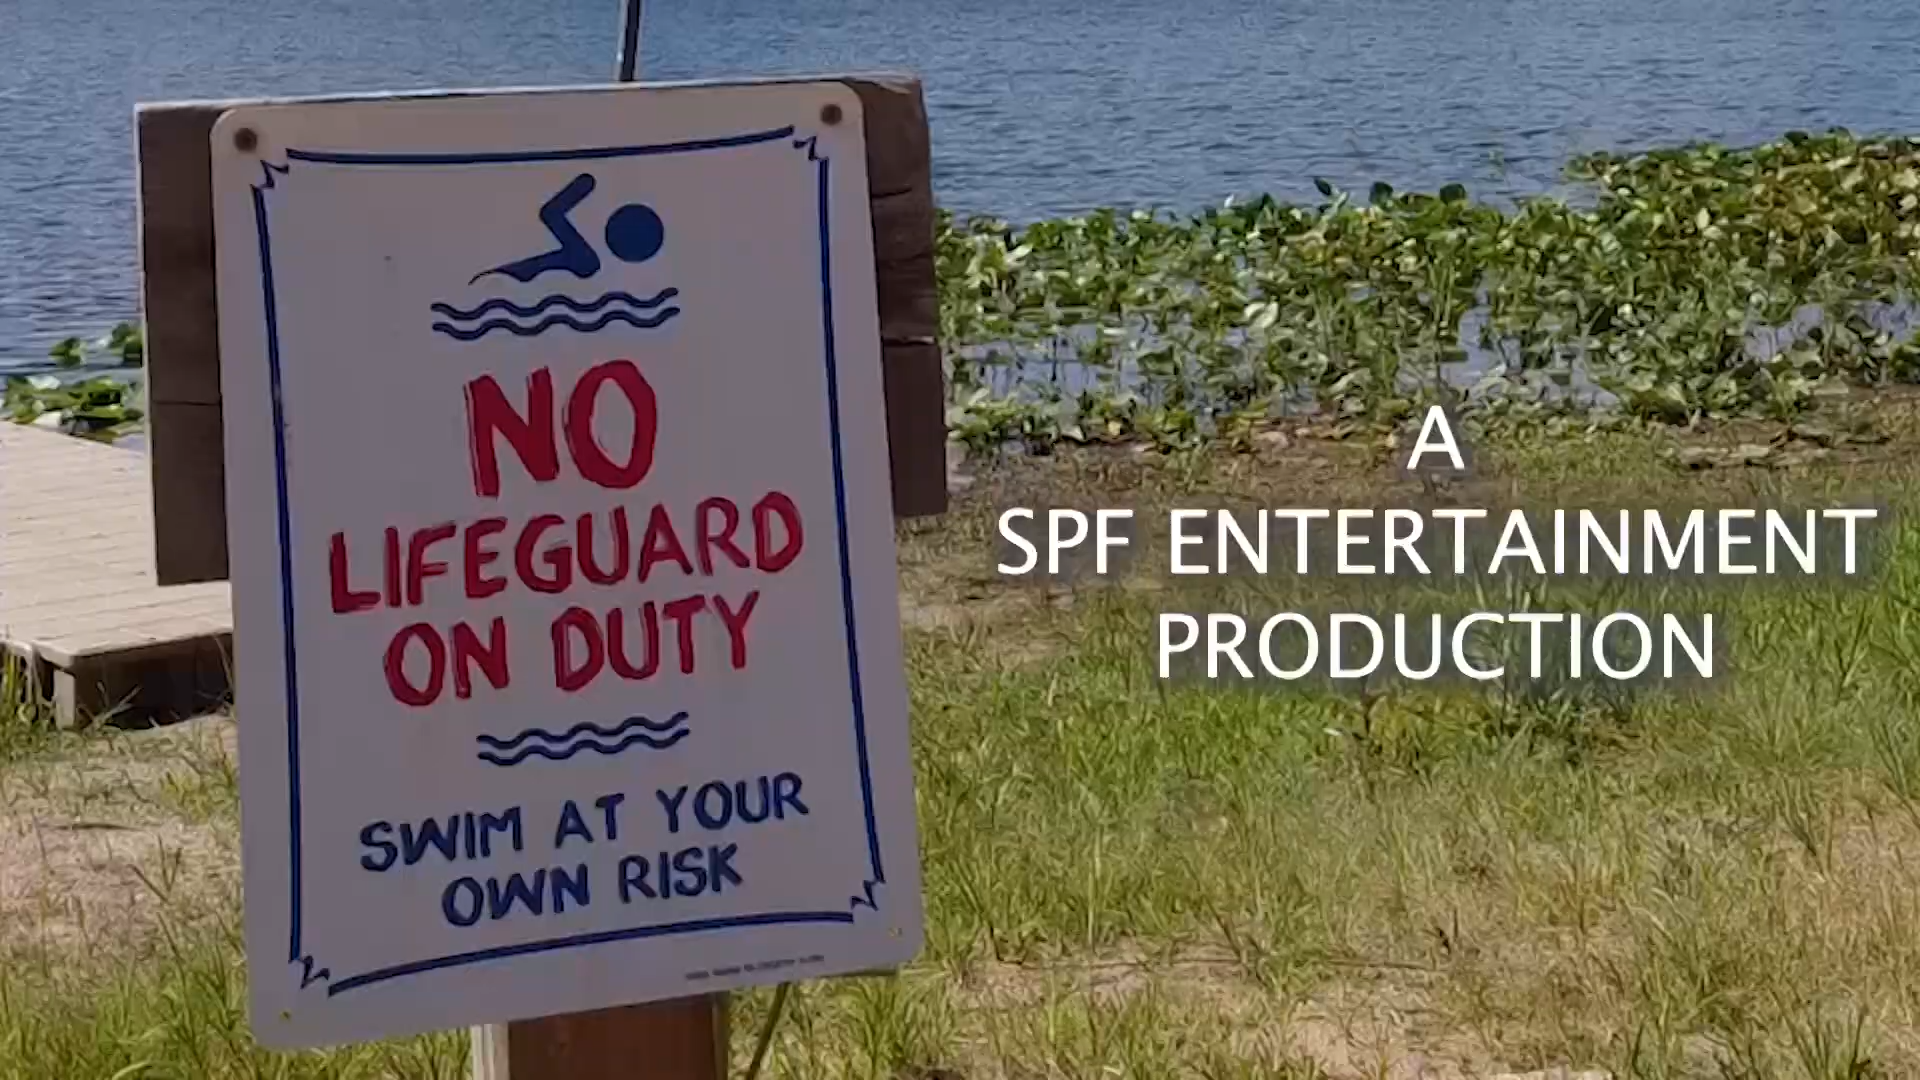 NO
LIFEGUARD
ON DUTY
SWIM AT YOUR
OWN RISK
A
SPF ENTERTAINMENT
PRODUCTION